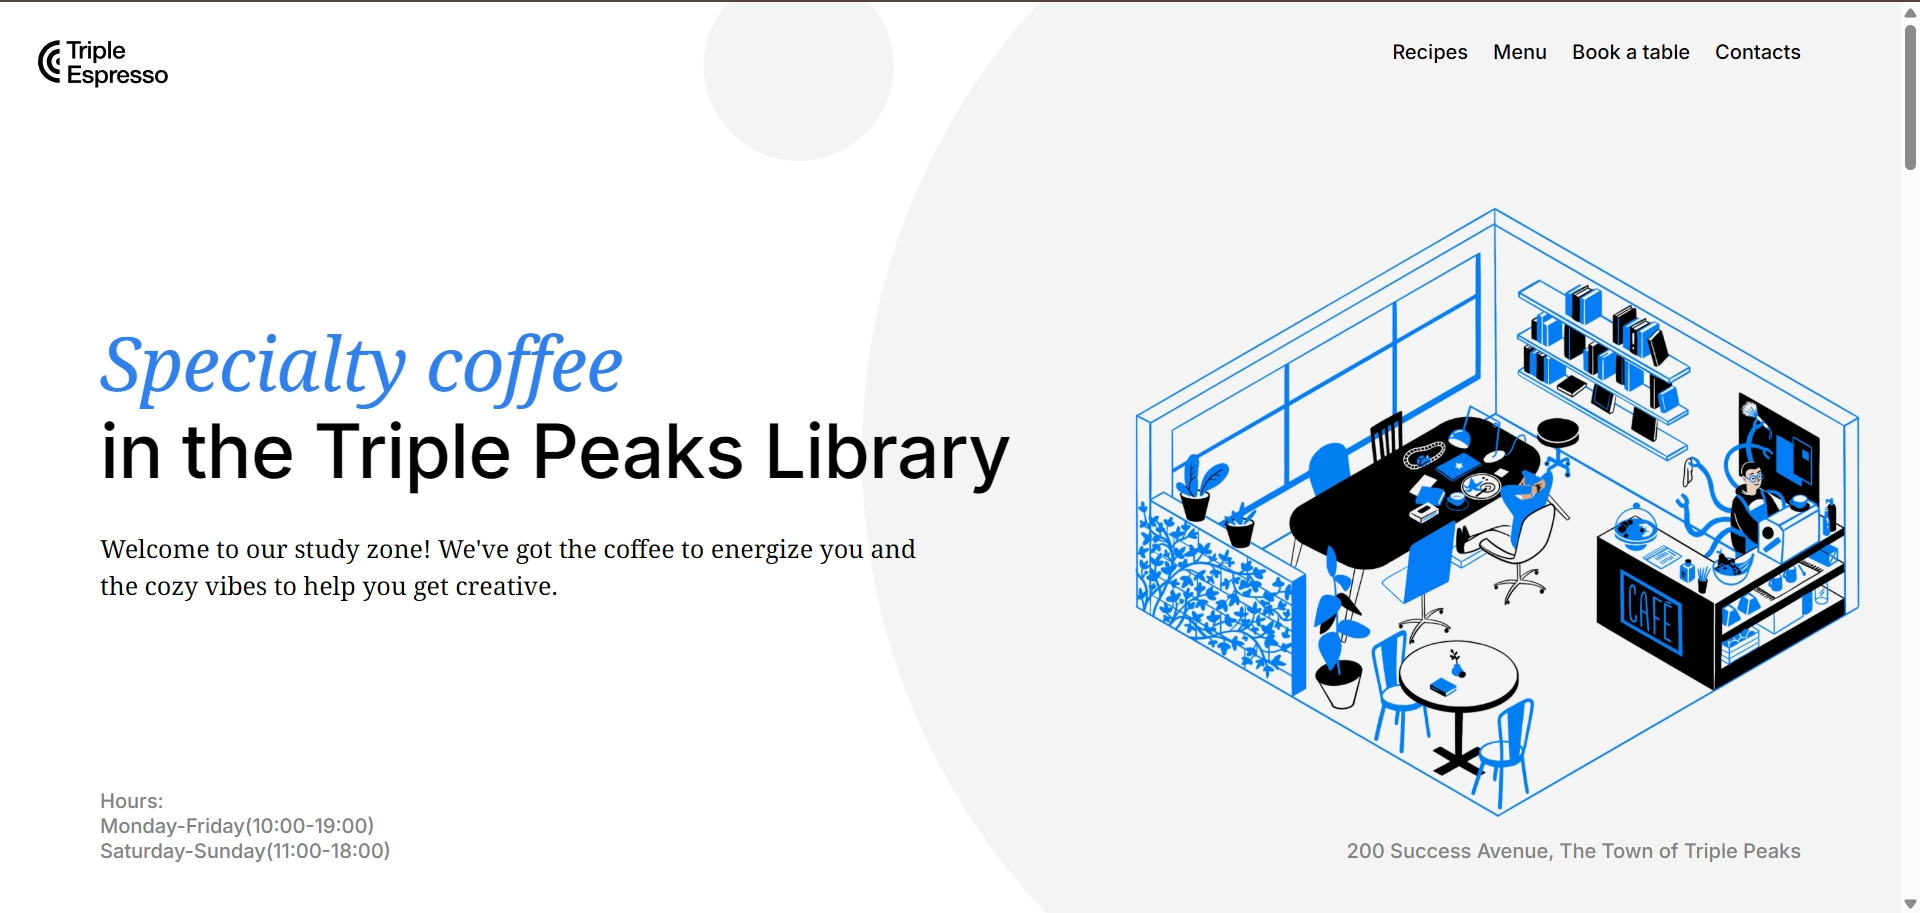 Triple
Espresso
Recipes Menu Book a table Contacts
Specialty coffee
in the Triple Peaks Library
Welcome to our study zone! We've got the coffee to energize you and
the cozy vibes to help you get creative.
CAFE
Hours:
Monday-Friday(10:00-19:00)
Saturday-Sunday(11:00-18:00)
200 Success Avenue, The Town of Triple Peaks